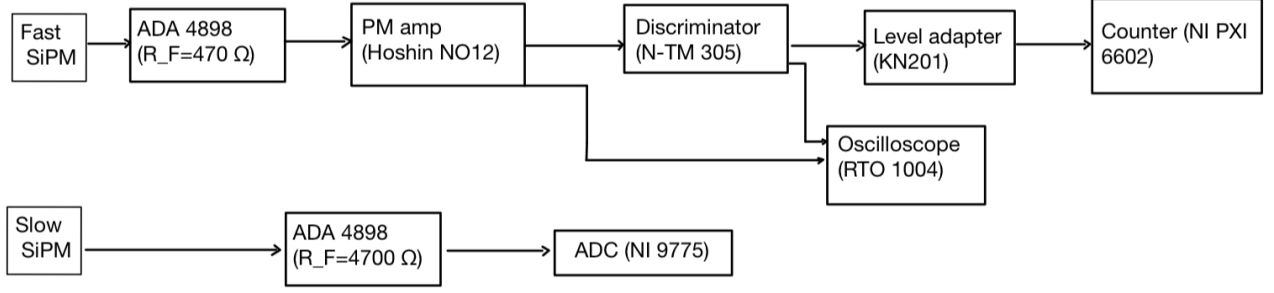 Fast
SiPM
ADA 4898
(R_F=470 Ω)
PM amp
(Hoshin NO12)
Discriminator
(N-TM 305)
Level adapter
(KN201)
Counter (NI PXI
6602)
Oscilloscope
(RTO 1004)
Slow
SiPM
ADA 4898
(R_F=4700 Ω)
ADC (NI 9775)